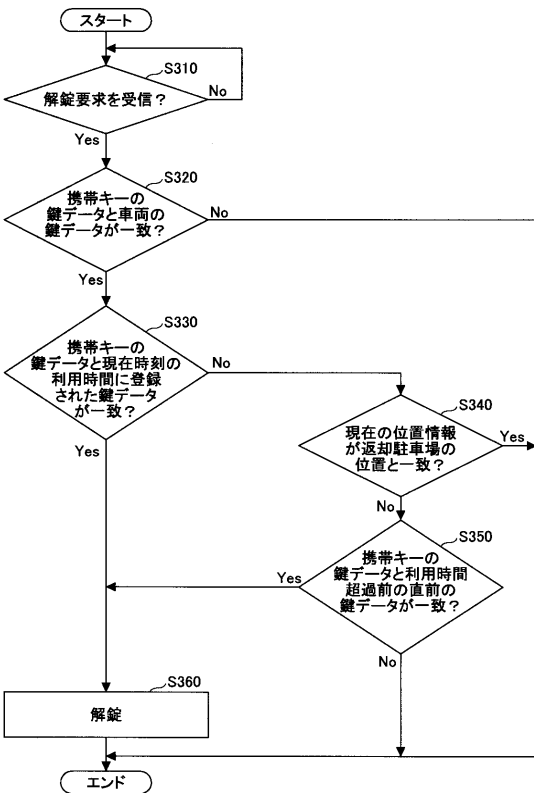 スタート
S310
解錠要求を受信？
No
Yes
S320
携帯キーの
鍵データと車両の
鍵データが一致？
No
Yes
S330
携帯キーの
鍵データと現在時刻の
利用時間に登録
された鍵データ
が一致？
No
Yes
S340
現在の位置情報
が返却駐車場の
位置と一致？
Yes
No
S350
携帯キーの
鍵データと利用時間
超過前の直前の
鍵データが一致？
Yes
No
S360
解錠
エンド